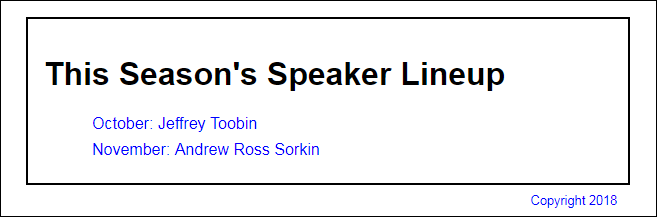 This Season's Speaker Lineup
October: Jeffrey Toobin
November: Andrew Ross Sorkin
Copyright 2018